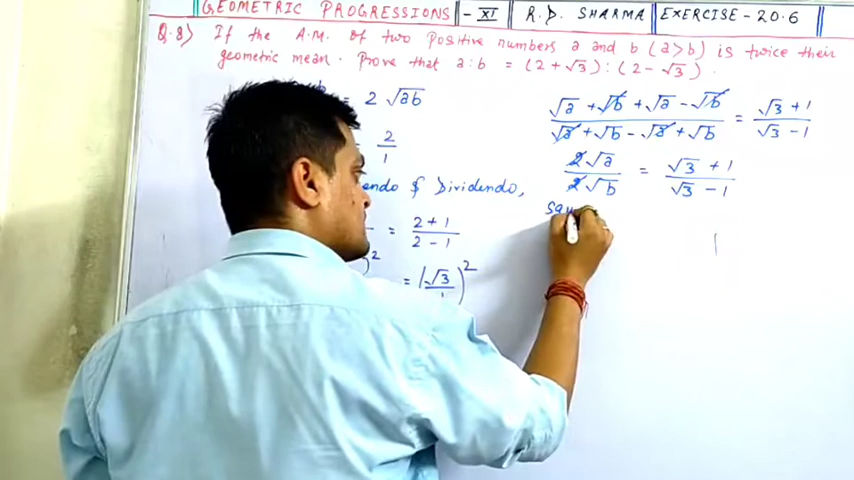 GEOMETRIC PROGRESSIONS - XI R.D. SHARMA EXERCISE - 20.6
Q.8) If the A.M. of two positive numbers a and b (a > b) is twice their
geometric mean. Prove that a : b = (2 + √3) : (2 - √3).
= 2 √ab
2/1
& Dividendo,
= (2 + 1)/(2 - 1)
)² = (√3/1)²
(√a + √b + √a - √b)/(√a + √b - √a + √b) = (√3 + 1)/(√3 - 1)
2√a/2√b = (√3 + 1)/(√3 - 1)